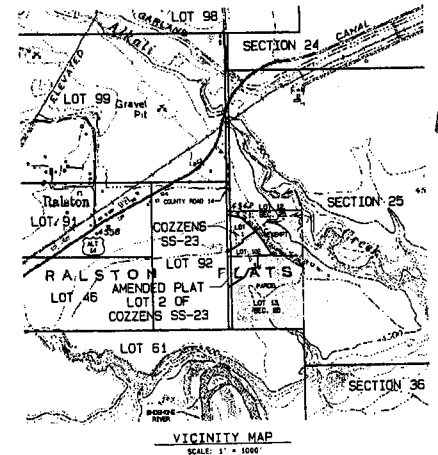 LOT 98
GARLAND
Alkali
SECTION 24
CANAL
ELEVATED
LOT 99
Gravel
Pit
Ralston
LOT 91
COUNTY ROAD
SECTION 25
COZZENS
SS-23
LOT 92
Creek
RALSTON FLATS
LOT 46
AMENDED PLAT
LOT 2 OF
COZZENS SS-23
PARCEL
LOT 61
SHOSHONE
RIVER
SECTION 36
VICINITY MAP
SCALE: 1" = 1000'